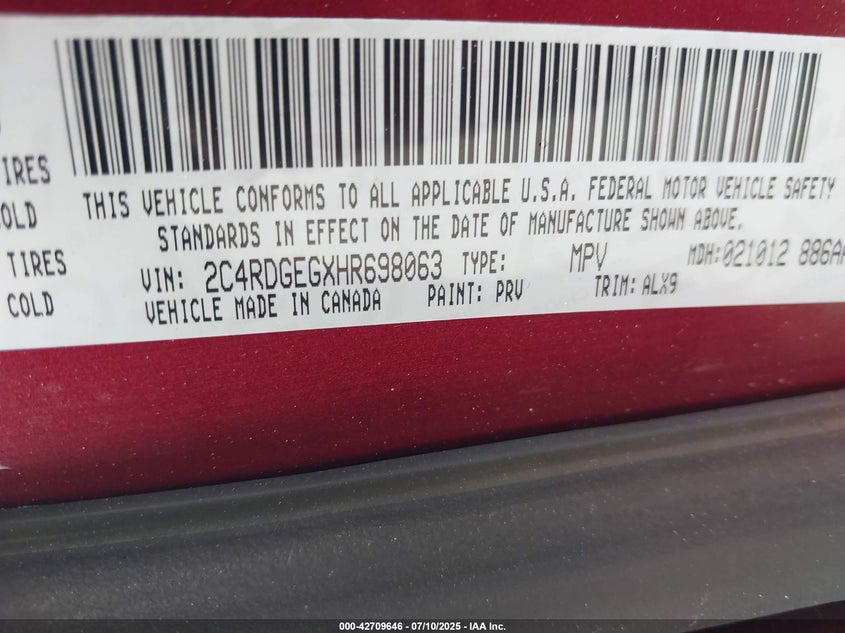 THIS VEHICLE CONFORMS TO ALL APPLICABLE U.S.A. FEDERAL MOTOR VEHICLE SAFETY
STANDARDS IN EFFECT ON THE DATE OF MANUFACTURE SHOWN ABOVE.
VIN: 2C4RDGEGXHR698063 TYPE: MPV MDH: 021012 886A
VEHICLE MADE IN CANADA PAINT: PRV TRIM: ALX9
TIRES
COLD
TIRES
COLD
000-42709646 / 07/10/2025 - IAA Inc.